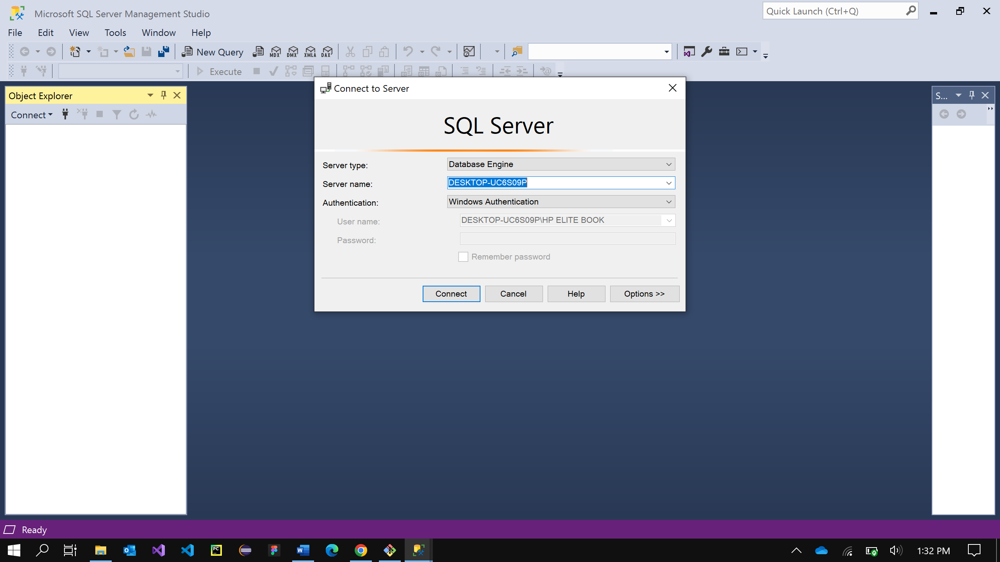 Microsoft SQL Server Management Studio
Quick Launch (Ctrl+Q)
File Edit View Tools Window Help
New Query MDX DMX XMLA DAX
Execute
Object Explorer
Connect
S...
Connect to Server
SQL Server
Server type: Database Engine
Server name: DESKTOP-UC6S09P
Authentication: Windows Authentication
User name: DESKTOP-UC6S09P\HP ELITE BOOK
Password:
Remember password
Connect Cancel Help Options >>
Ready
1:32 PM